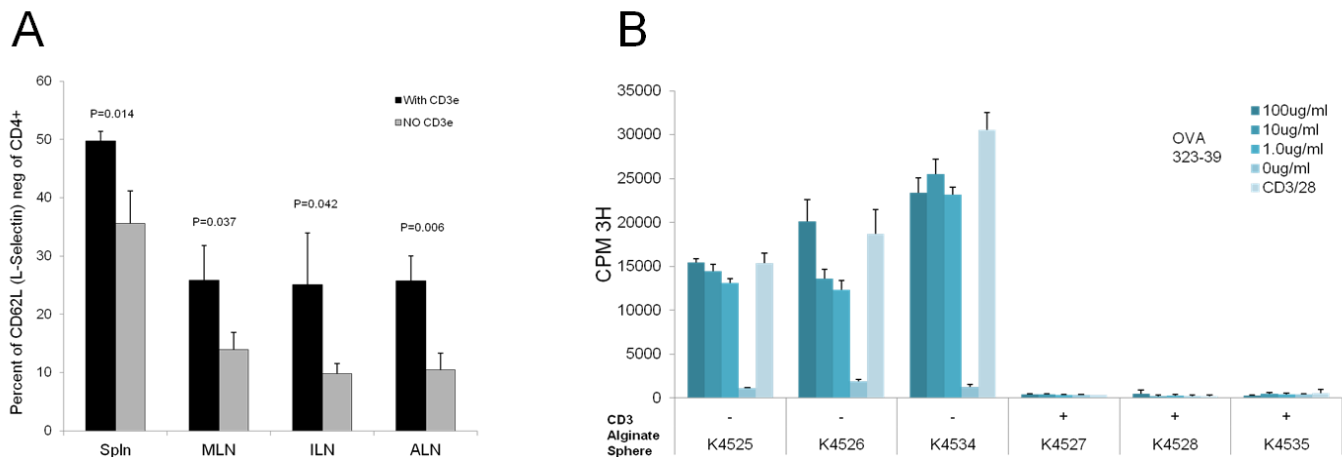 A
Percent of CD62L (L-Selectin) neg of CD4+
60
50
40
30
20
10
0
P=0.014
P=0.037
P=0.042
P=0.006
With CD3e
NO CD3e
Spln
MLN
ILN
ALN
B
CPM 3H
35000
30000
25000
20000
15000
10000
5000
0
OVA
323-39
100ug/ml
10ug/ml
1.0ug/ml
0ug/ml
CD3/28
CD3
Alginate
Sphere
- - - + + +
K4525 K4526 K4534 K4527 K4528 K4535